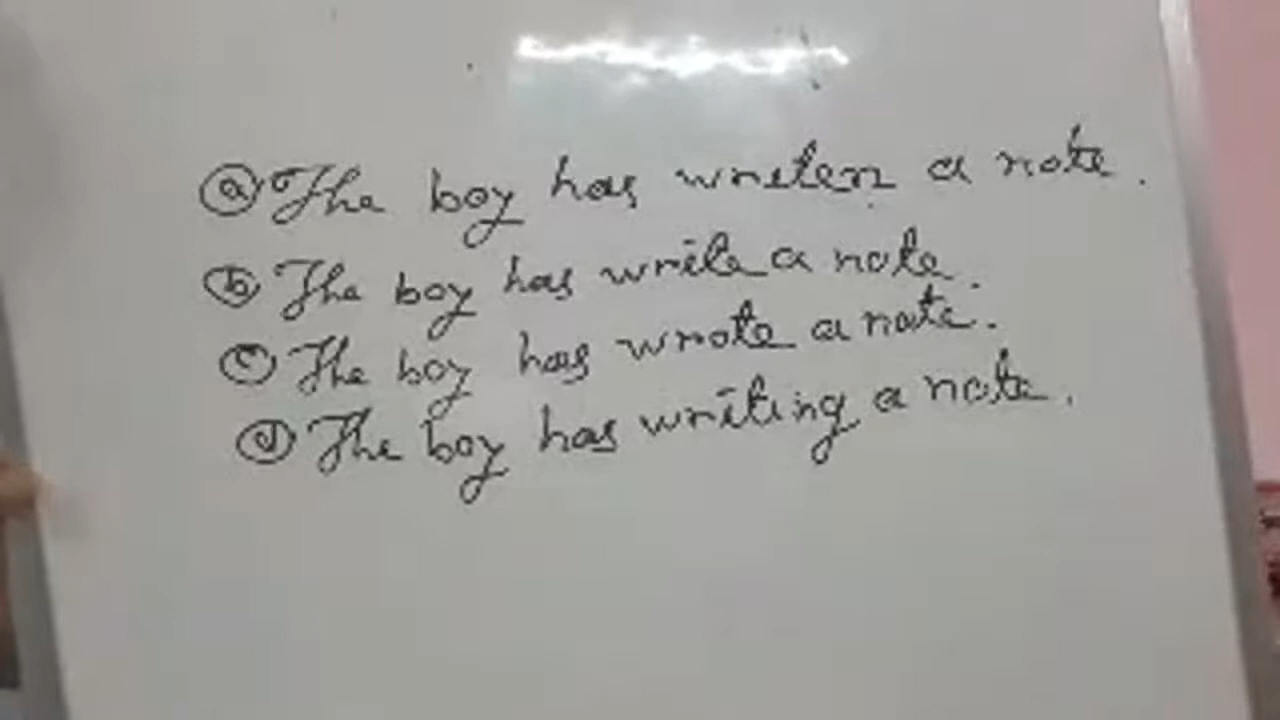 ⓐ The boy has writen a note.
ⓑ The boy has write a note.
ⓒ The boy has wrote a note.
ⓓ The boy has writing a note.